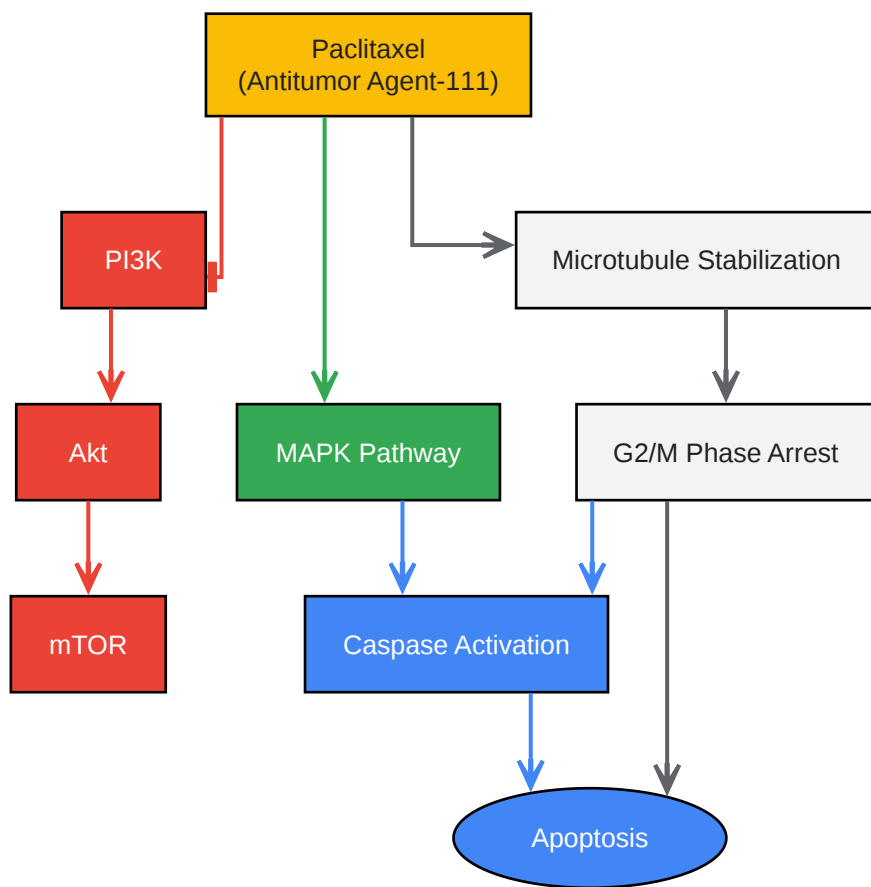 Paclitaxel
(Antitumor Agent-111)
PI3K
Microtubule Stabilization
Akt
MAPK Pathway
G2/M Phase Arrest
mTOR
Caspase Activation
Apoptosis